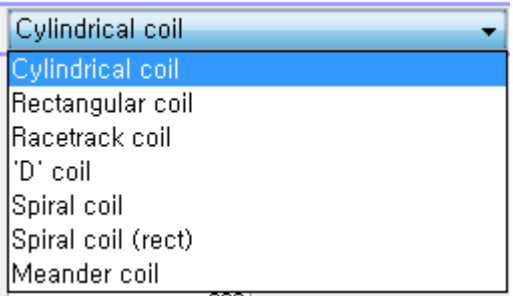 Cylindrical coil
Cylindrical coil
Rectangular coil
Racetrack coil
'D' coil
Spiral coil
Spiral coil (rect)
Meander coil